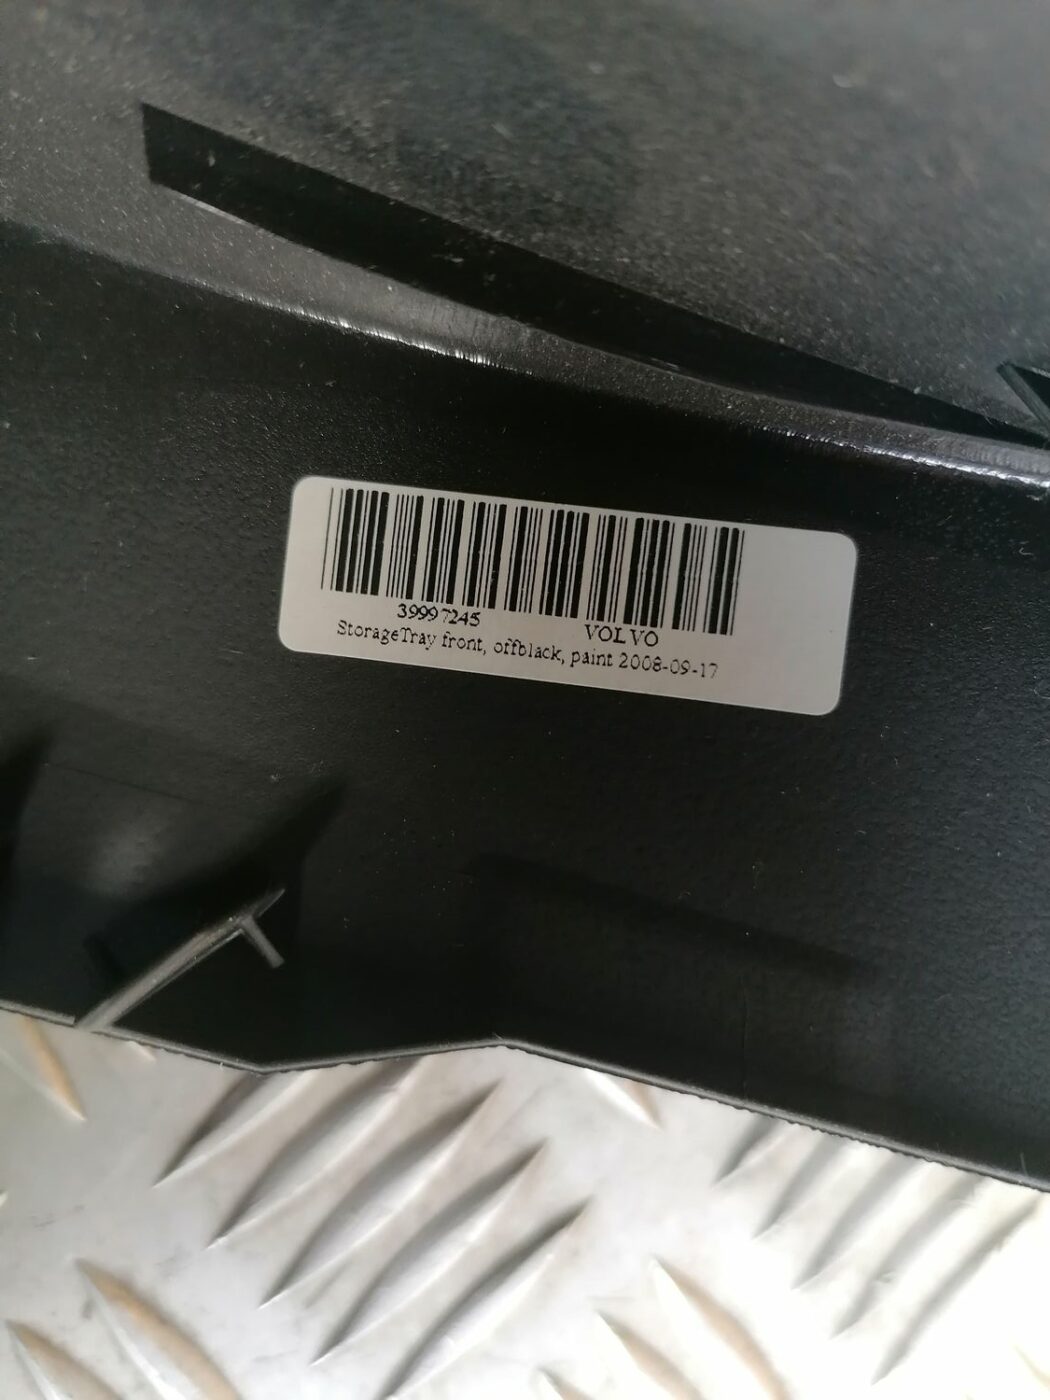 39997245 VOLVO
StorageTray front, offblack, paint 2008-09-17